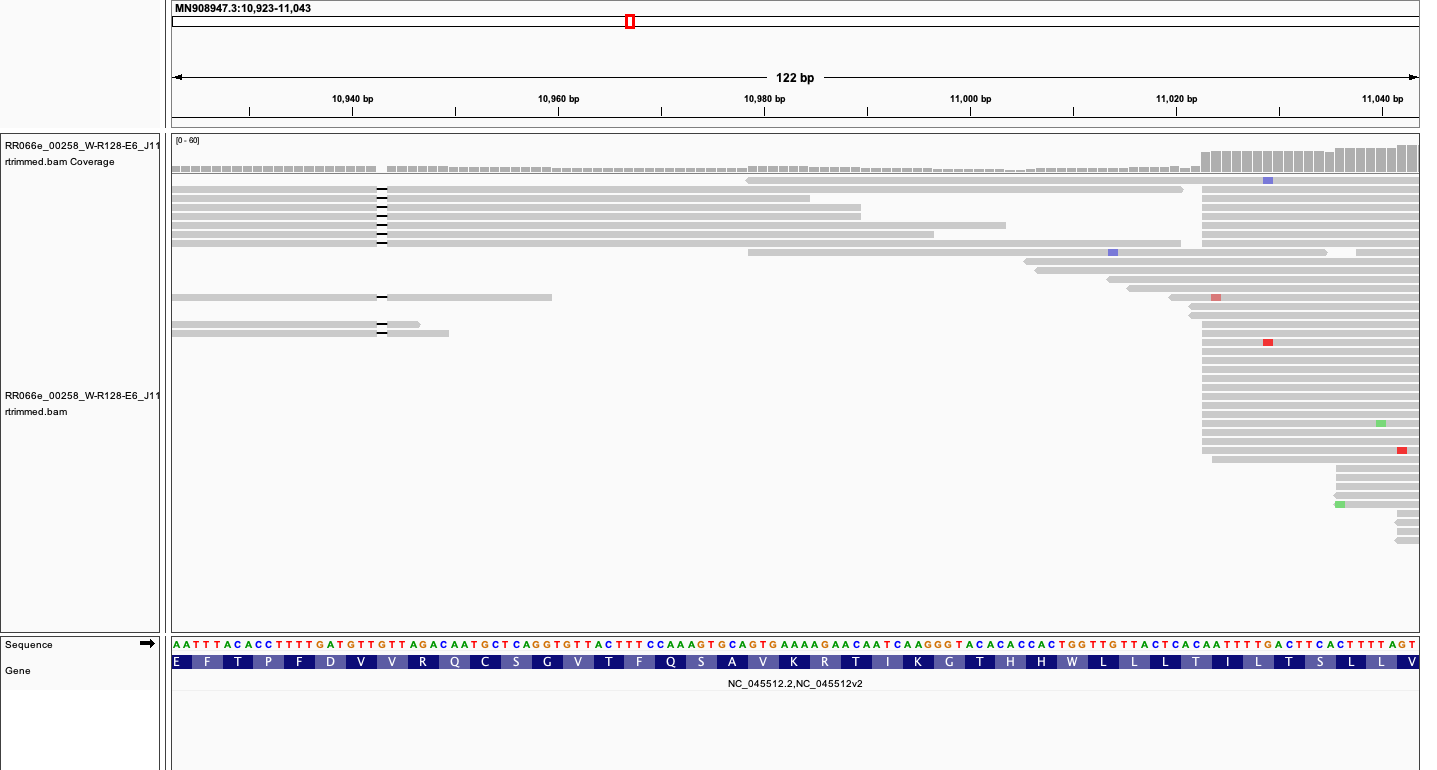 MN908947.3:10,923-11,043
122 bp
10,940 bp 10,960 bp 10,980 bp 11,000 bp 11,020 bp 11,040 bp
[0 - 60]
RR066e_00258_W-R128-E6_J11
rtrimmed.bam Coverage
RR066e_00258_W-R128-E6_J11
rtrimmed.bam
Sequence
AATTTACACCTTTTGATGTTGTTAGACAATGCTCAGGTGTTACTTTCCAAAGTGCAGTGAAAAGAACAATCAAGGGTACACACCACTGGTTGTTACTCACAATTTTGACTTCACTTTTAGT
Gene
E F T P F D V V R Q C S G V T F Q S A V K R T I K G T H H W L L L T I L T S L L V
NC_045512.2,NC_045512v2